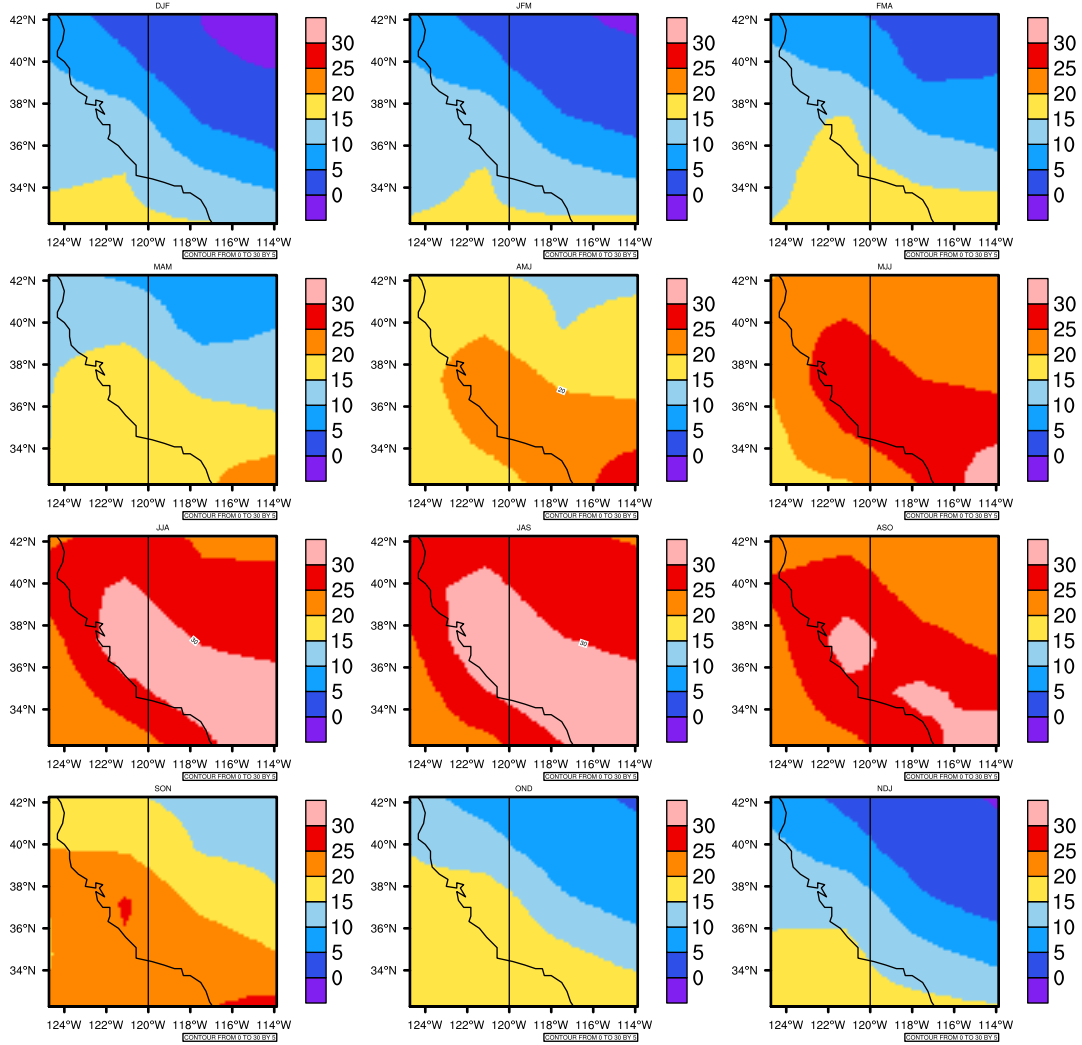 DJF JFM FMA
42°N 30 42°N 30 42°N 30
40°N 25 40°N 25 40°N 25
20 20 20
38°N 15 38°N 15 38°N 15
36°N 10 36°N 10 36°N 10
5 5 5
34°N 0 34°N 0 34°N 0
124°W 122°W 120°W 116°W 114°W 124°W 122°W 120°W 116°W 114°W 124°W 122°W 120°W 116°W 114°W
CONTOUR FROM 0 TO 30 BY 5 CONTOUR FROM 0 TO 30 BY 5 CONTOUR FROM 0 TO 30 BY 5
MAM AMJ MJJ
42°N 30 42°N 30 42°N 30
40°N 25 40°N 25 40°N 25
20 20 20
38°N 15 38°N 20 15 38°N 15
36°N 10 36°N 10 36°N 10
5 5 5
34°N 0 34°N 0 34°N 0
124°W 122°W 120°W 116°W 114°W 124°W 122°W 120°W 116°W 114°W 124°W 122°W 120°W 116°W 114°W
CONTOUR FROM 0 TO 30 BY 5 CONTOUR FROM 0 TO 30 BY 5 CONTOUR FROM 0 TO 30 BY 5
JJA JAS ASO
42°N 30 42°N 30 42°N 30
40°N 25 40°N 25 40°N 25
20 20 20
38°N 30 15 38°N 30 15 38°N 15
36°N 10 36°N 10 36°N 10
5 5 5
34°N 0 34°N 0 34°N 0
124°W 122°W 120°W 116°W 114°W 124°W 122°W 120°W 116°W 114°W 124°W 122°W 120°W 116°W 114°W
CONTOUR FROM 0 TO 30 BY 5 CONTOUR FROM 0 TO 30 BY 5 CONTOUR FROM 0 TO 30 BY 5
SON OND NDJ
42°N 30 42°N 30 42°N 30
40°N 25 40°N 25 40°N 25
20 20 20
38°N 15 38°N 15 38°N 15
36°N 10 36°N 10 36°N 10
5 5 5
34°N 0 34°N 0 34°N 0
124°W 122°W 120°W 116°W 114°W 124°W 122°W 120°W 116°W 114°W 124°W 122°W 120°W 116°W 114°W
CONTOUR FROM 0 TO 30 BY 5 CONTOUR FROM 0 TO 30 BY 5 CONTOUR FROM 0 TO 30 BY 5